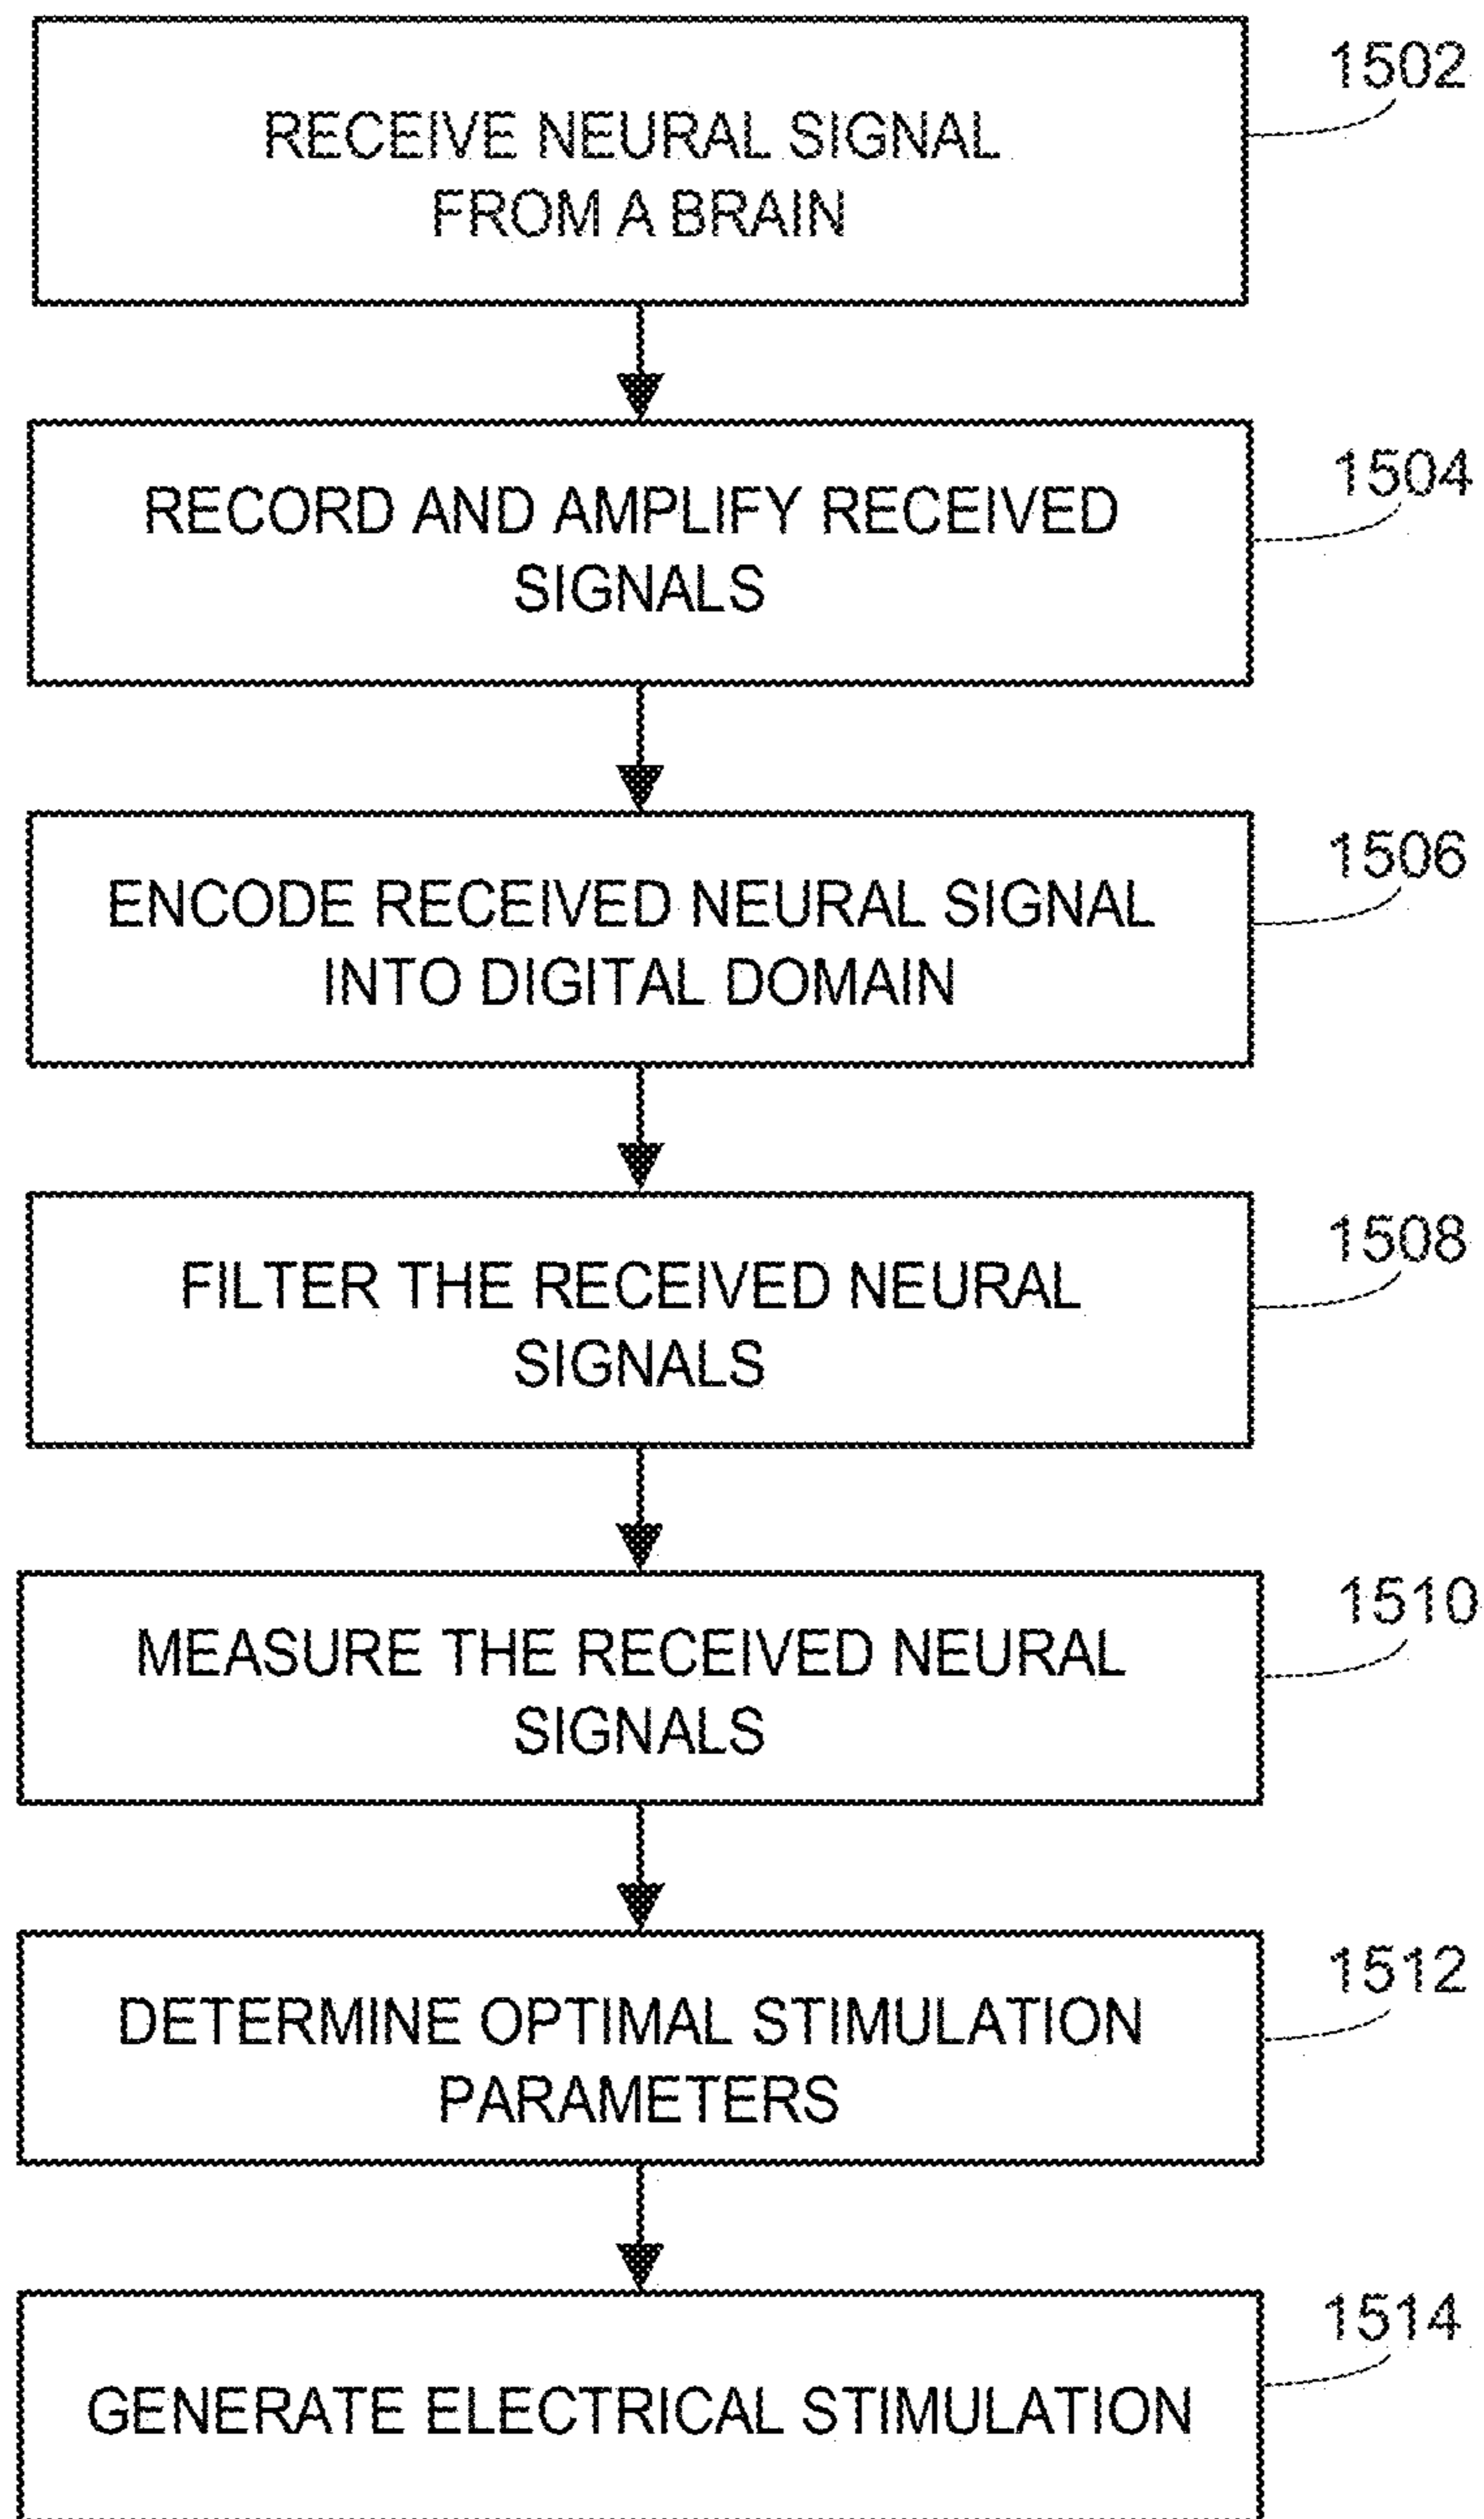 RECEIVE NEURAL SIGNAL
FROM A BRAIN
1502
RECORD AND AMPLIFY RECEIVED
SIGNALS
1504
ENCODE RECEIVED NEURAL SIGNAL
INTO DIGITAL DOMAIN
1506
FILTER THE RECEIVED NEURAL
SIGNALS
1508
MEASURE THE RECEIVED NEURAL
SIGNALS
1510
DETERMINE OPTIMAL STIMULATION
PARAMETERS
1512
GENERATE ELECTRICAL STIMULATION
1514